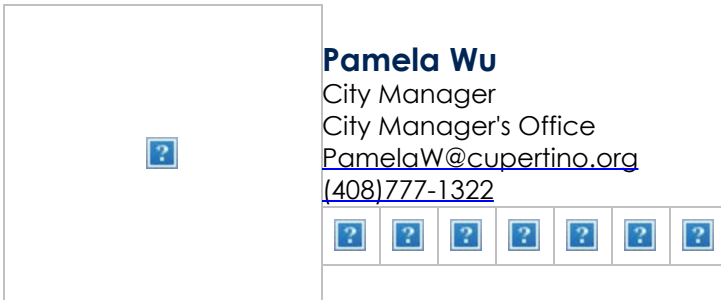 Pamela Wu
City Manager
City Manager's Office
PamelaW@cupertino.org
(408)777-1322